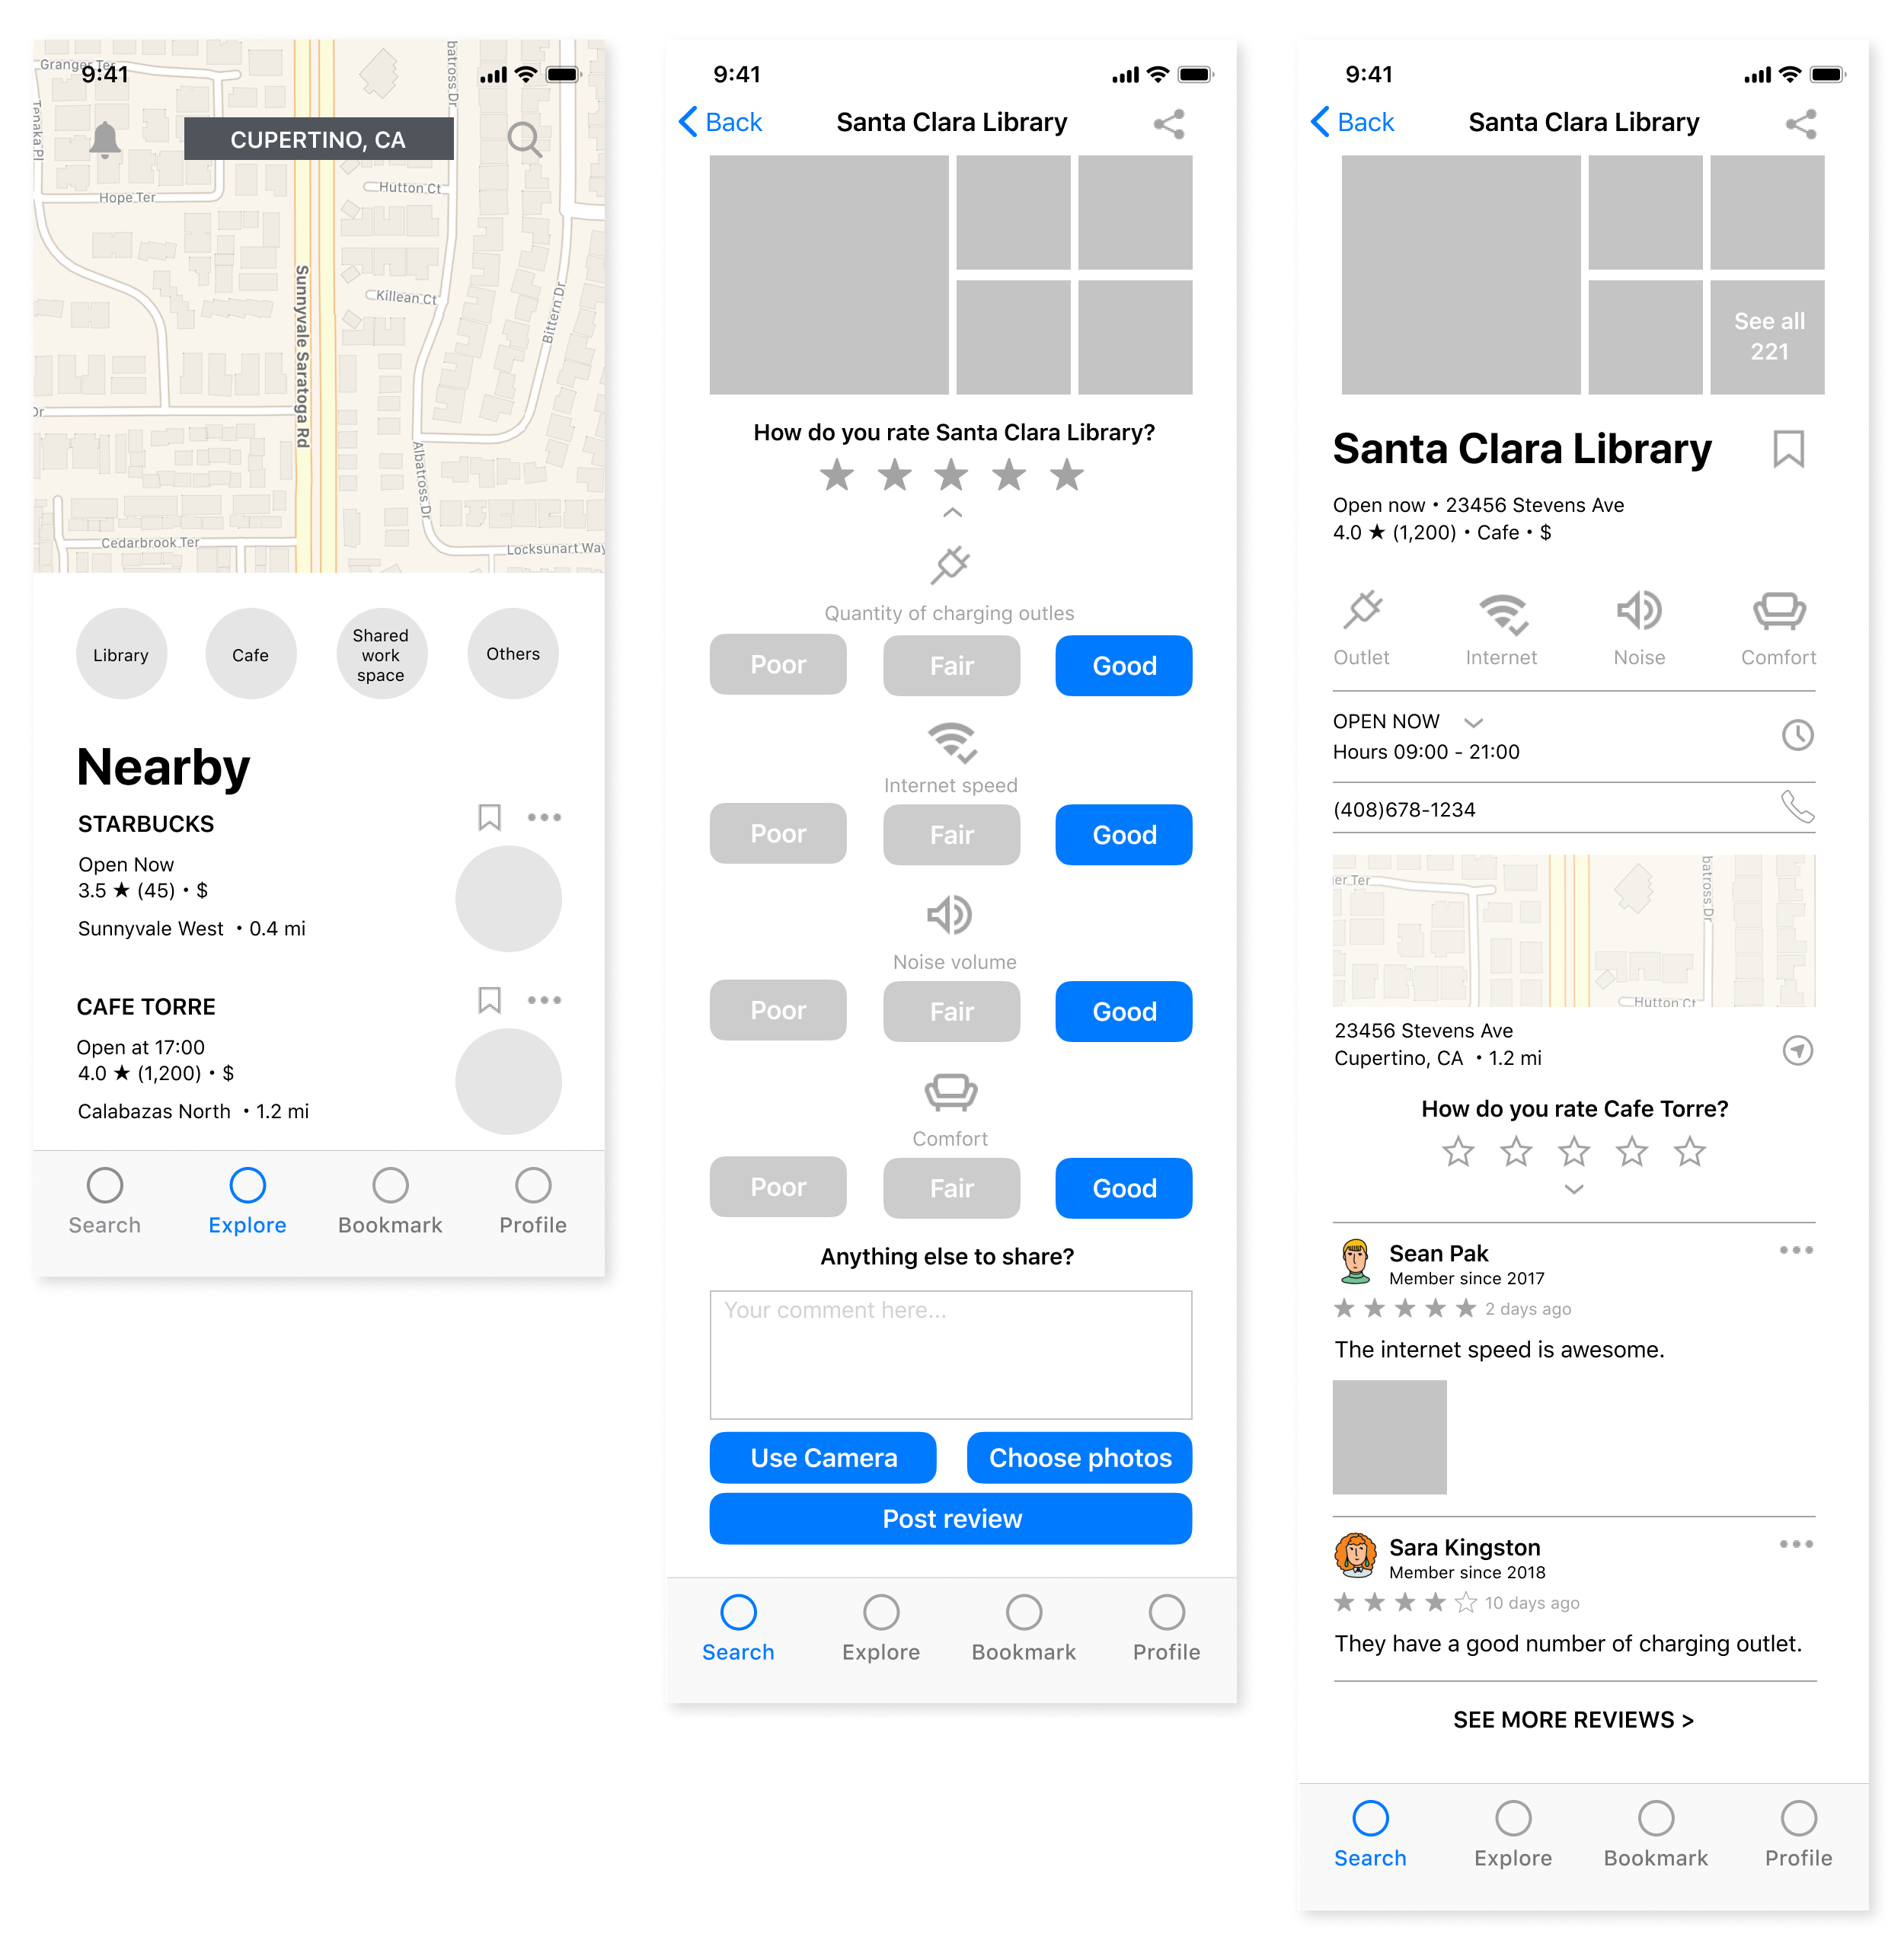 Granger Ter
9:41
batross Dr
Tenaka Pl
CUPERTINO, CA
Hutton Ct
Hope Ter
Sunnyvale Saratoga Rd
Killean Ct
Bittern Dr
Dr
Albatross Dr
Cedarbrook Ter
Locksunart Way
Library
Cafe
Shared
work
space
Others
Nearby
STARBUCKS
Open Now
3.5 ★ (45) • $
Sunnyvale West • 0.4 mi
CAFE TORRE
Open at 17:00
4.0 ★ (1,200) • $
Calabazas North • 1.2 mi
Search
Explore
Bookmark
Profile
9:41
Back
Santa Clara Library
How do you rate Santa Clara Library?
Quantity of charging outles
Poor
Fair
Good
Internet speed
Poor
Fair
Good
Noise volume
Poor
Fair
Good
Comfort
Poor
Fair
Good
Anything else to share?
Your comment here...
Use Camera
Choose photos
Post review
Search
Explore
Bookmark
Profile
9:41
Back
Santa Clara Library
See all
221
Santa Clara Library
Open now • 23456 Stevens Ave
4.0 ★ (1,200) • Cafe • $
Outlet
Internet
Noise
Comfort
OPEN NOW
Hours 09:00 - 21:00
(408)678-1234
er Ter
batross Dr
Hutton Ct
23456 Stevens Ave
Cupertino, CA • 1.2 mi
How do you rate Cafe Torre?
Sean Pak
Member since 2017
2 days ago
The internet speed is awesome.
Sara Kingston
Member since 2018
10 days ago
They have a good number of charging outlet.
SEE MORE REVIEWS >
Search
Explore
Bookmark
Profile